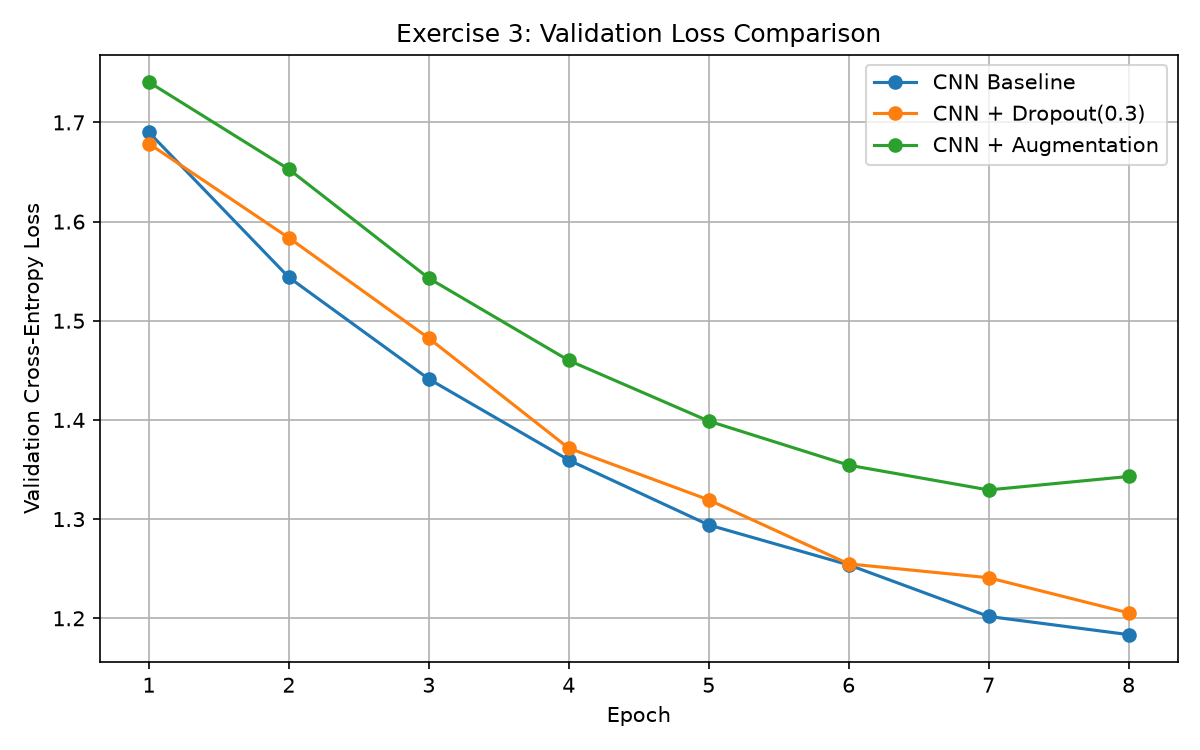 Exercise 3: Validation Loss Comparison
CNN Baseline
CNN + Dropout(0.3)
CNN + Augmentation
Validation Cross-Entropy Loss
1.7
1.6
1.5
1.4
1.3
1.2
1 2 3 4 5 6 7 8
Epoch